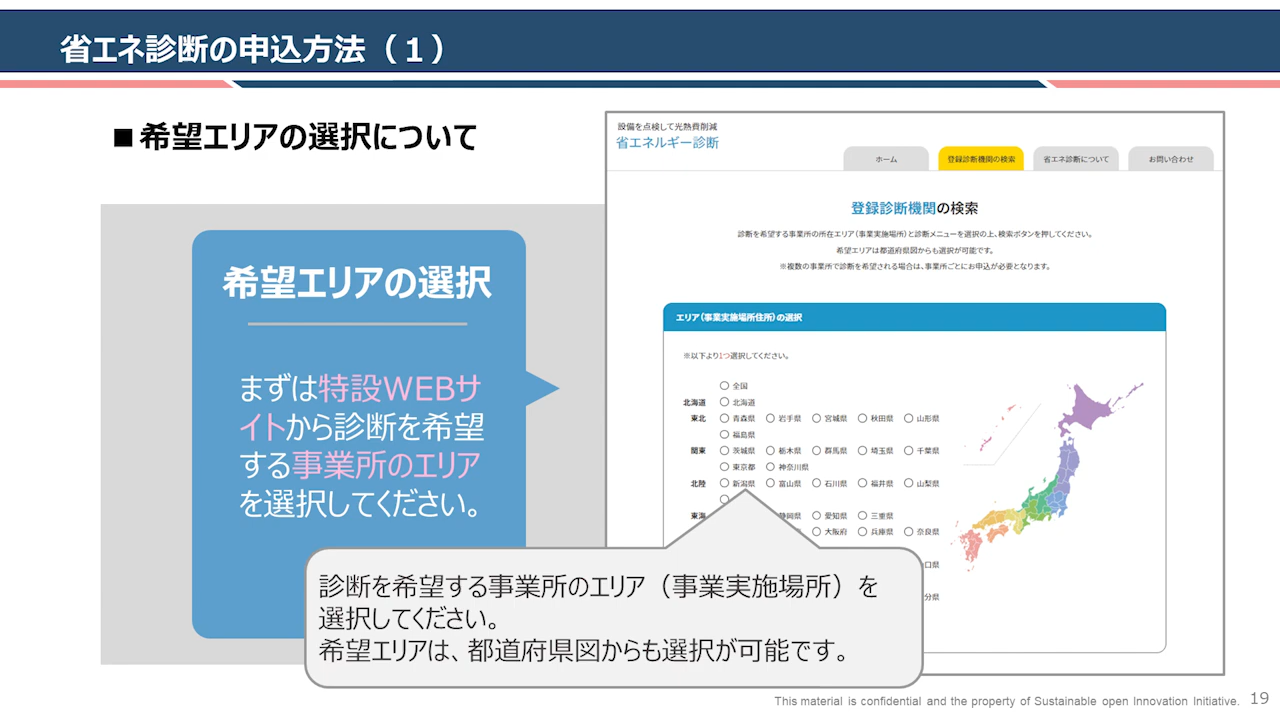 省エネ診断の申込方法（１）
■希望エリアの選択について
希望エリアの選択
まずは特設WEBサ
イトから診断を希望
する事業所のエリア
を選択してください。
設備を点検して光熱費削減
省エネルギー診断
ホーム
登録診断機関の検索
省エネ診断について
お問い合わせ
登録診断機関の検索
診断を希望する事業所の所在エリア（事業実施場所）と診断メニューを選択の上、検索ボタンを押してください。
希望エリアは都道府県図からも選択が可能です。
※複数の事業所で診断を希望される場合は、事業所ごとにお申込が必要となります。
エリア（事業実施場所住所）の選択
※以下より1つ選択してください。
全国
北海道 北海道
東北 青森県 岩手県 宮城県 秋田県 山形県
福島県
関東 茨城県 栃木県 群馬県 埼玉県 千葉県
東京都 神奈川県
北陸 新潟県 富山県 石川県 福井県 山梨県
東海 静岡県 愛知県 三重県
大阪府 兵庫県 奈良県
口県
分県
診断を希望する事業所のエリア（事業実施場所）を
選択してください。
希望エリアは、都道府県図からも選択が可能です。
This material is confidential and the property of Sustainable open Innovation Initiative.
19